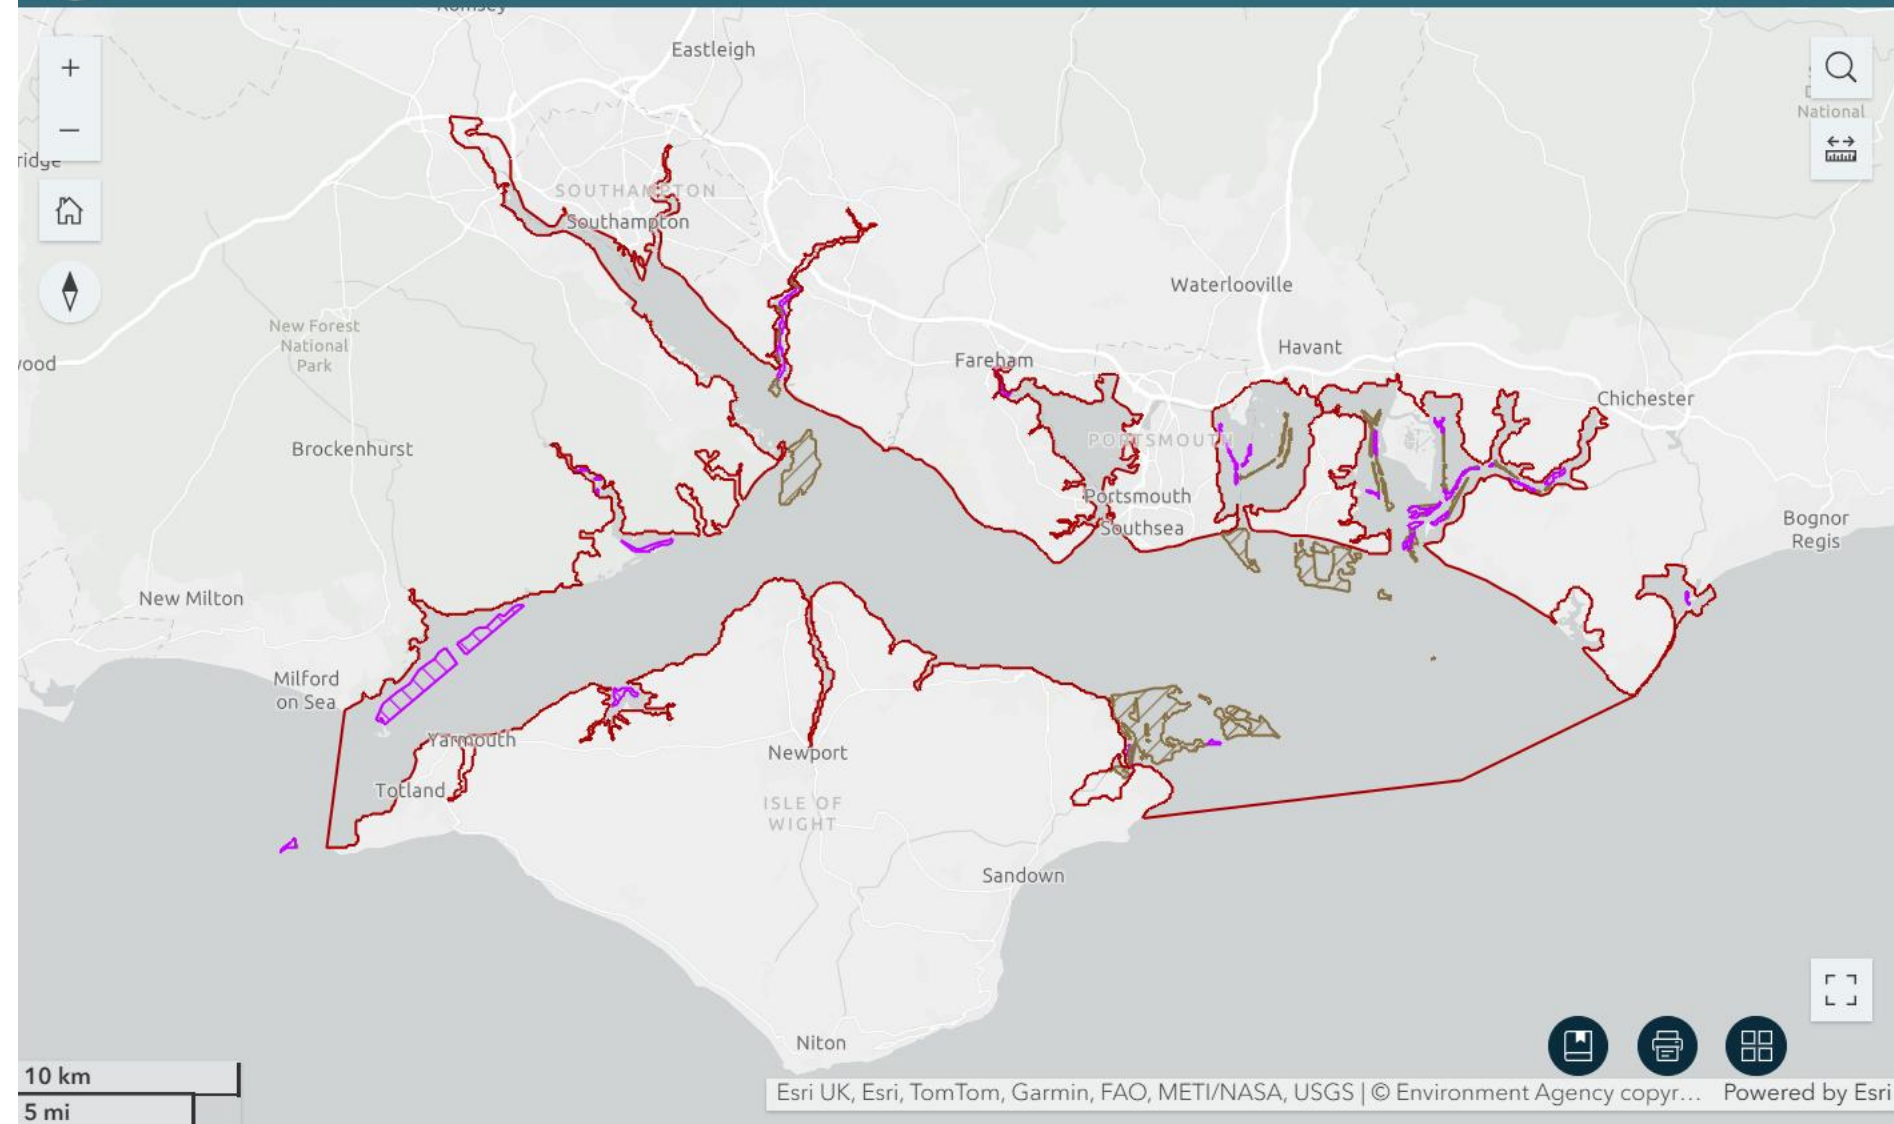 Eastleigh
National
SOUTHAMPTON
Southampton
Waterlooville
New Forest
National
Park
Havant
Fareham
Chichester
PORTSMOUTH
Brockenhurst
Portsmouth
Southsea
Bognor
Regis
New Milton
Milford
on Sea
Yarmouth
Newport
Totland
ISLE OF
WIGHT
Sandown
Niton
10 km
5 mi
Esri UK, Esri, TomTom, Garmin, FAO, METI/NASA, USGS | © Environment Agency copyr...
Powered by Esri